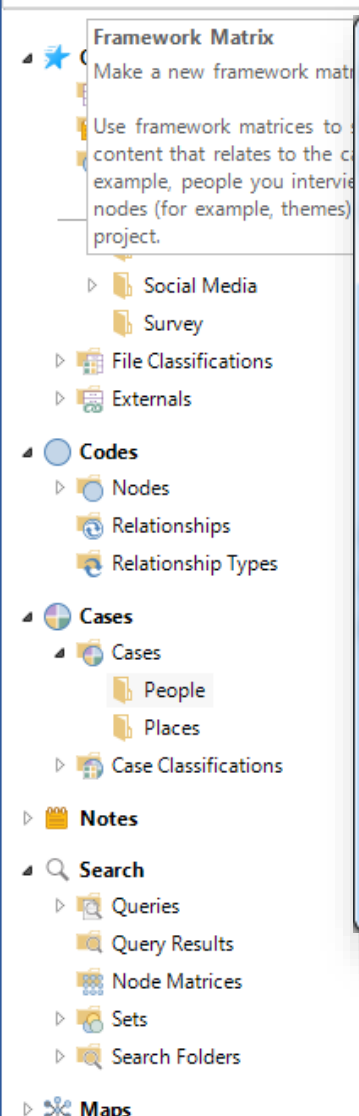 Framework Matrix
Make a new framework matr
Use framework matrices to
content that relates to the ca
example, people you intervie
nodes (for example, themes)
project.
Social Media
Survey
File Classifications
Externals
Codes
Nodes
Relationships
Relationship Types
Cases
Cases
People
Places
Case Classifications
Notes
Search
Queries
Query Results
Node Matrices
Sets
Search Folders
Maps